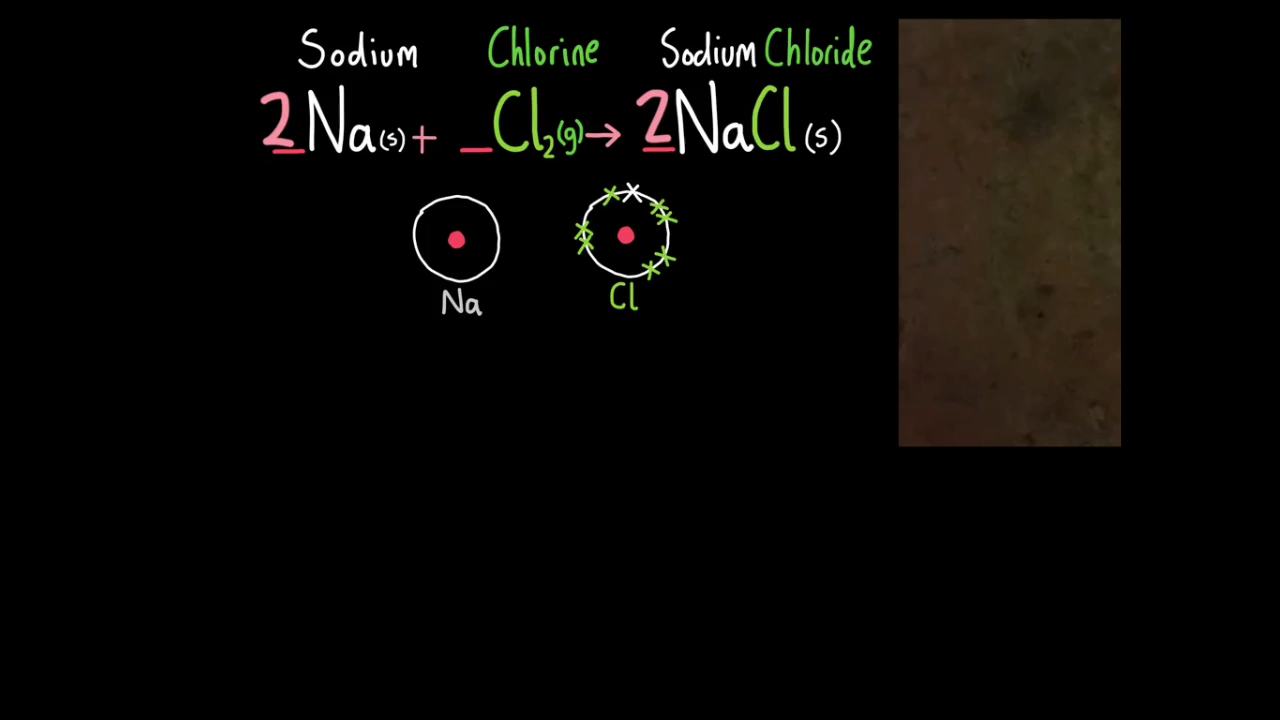 Sodium Chlorine Sodium Chloride
2Na(s) + _Cl₂(g) → 2NaCl(s)
Na Cl